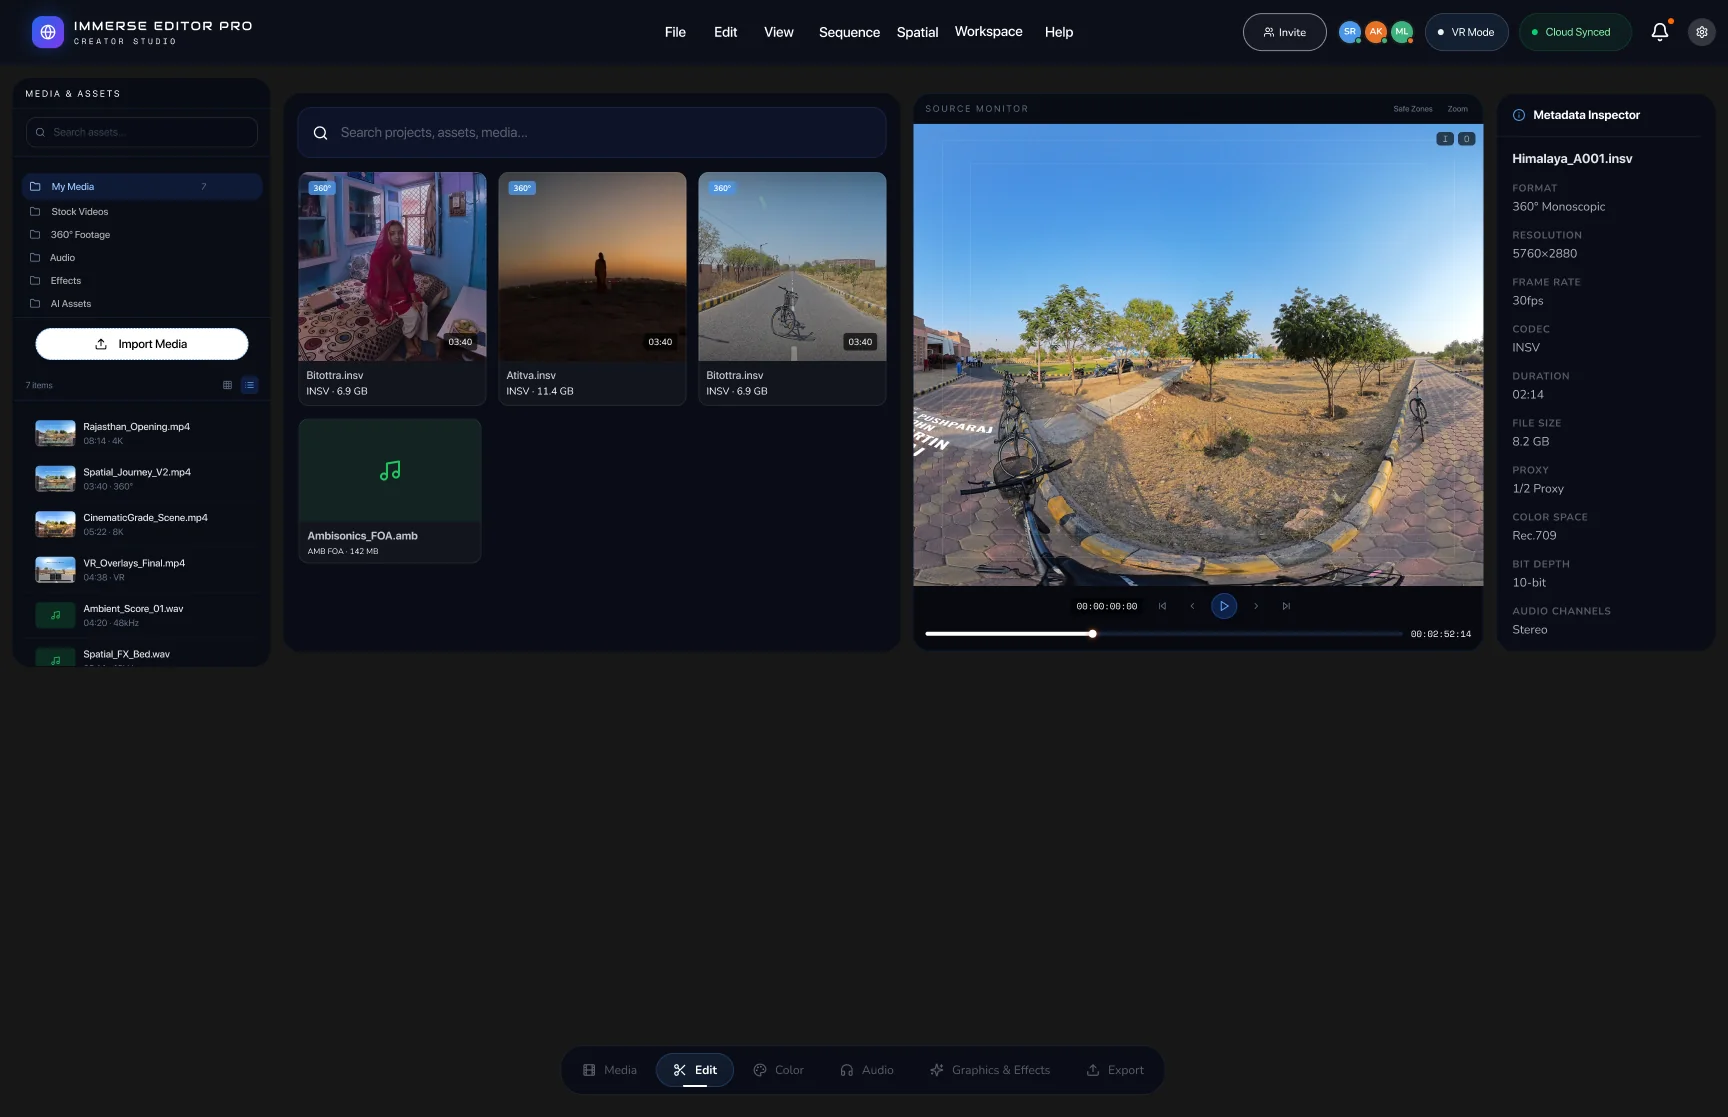 IMMERSE EDITOR PRO
CREATOR STUDIO
File Edit View Sequence Spatial Workspace Help
Invite
SR AK ML
VR Mode
Cloud Synced
MEDIA & ASSETS
Search assets...
My Media 7
Stock Videos
360° Footage
Audio
Effects
AI Assets
Import Media
7 items
Rajasthan_Opening.mp4
08:14 · 4K
Spatial_Journey_V2.mp4
03:40 · 360°
CinematicGrade_Scene.mp4
05:22 · 8K
VR_Overlays_Final.mp4
04:38 · VR
Ambient_Score_01.wav
04:20 · 48kHz
Spatial_FX_Bed.wav
Search projects, assets, media...
360°
03:40
Bitottra.insv
INSV · 6.9 GB
360°
03:40
Atitva.insv
INSV · 11.4 GB
360°
03:40
Bitottra.insv
INSV · 6.9 GB
Ambisonics_FOA.amb
AMB FOA · 142 MB
SOURCE MONITOR
Safe Zones Zoom
I O
PUSHPARAJ
00:00:00:00
00:02:52:14
Metadata Inspector
Himalaya_A001.insv
FORMAT
360° Monoscopic
RESOLUTION
5760×2880
FRAME RATE
30fps
CODEC
INSV
DURATION
02:14
FILE SIZE
8.2 GB
PROXY
1/2 Proxy
COLOR SPACE
Rec.709
BIT DEPTH
10-bit
AUDIO CHANNELS
Stereo
Media Edit Color Audio Graphics & Effects Export